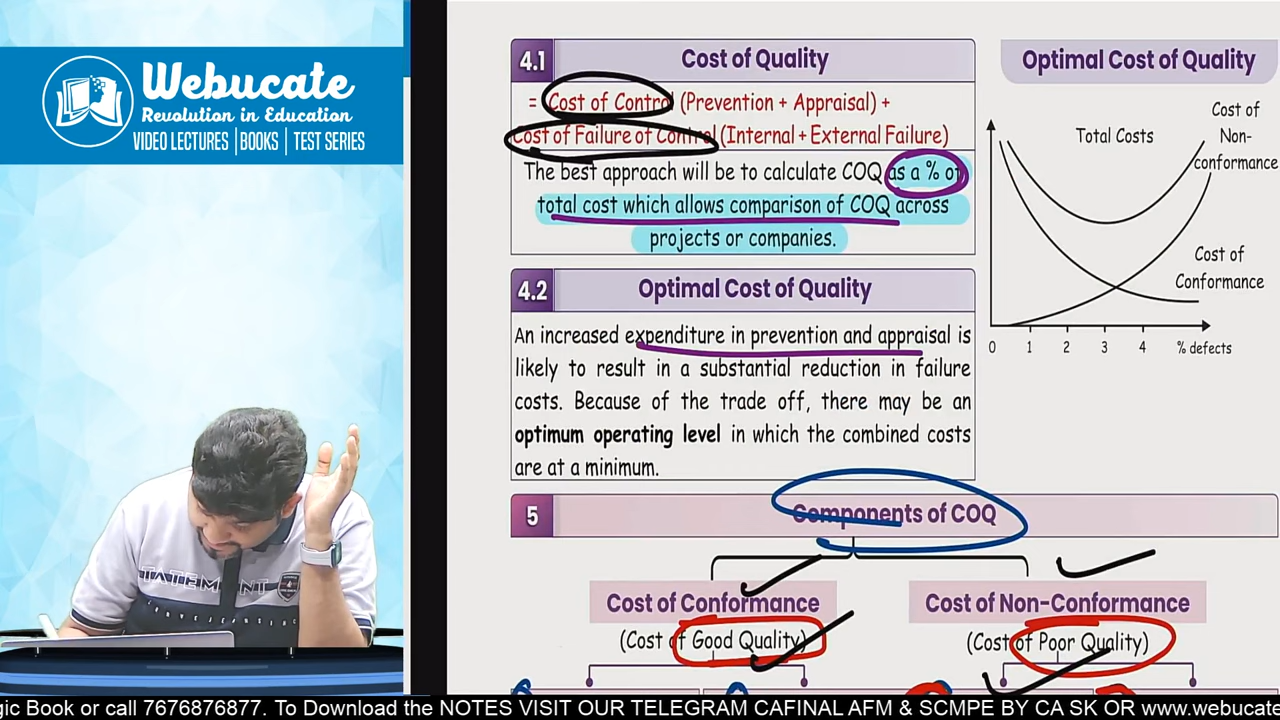 Webucate
Revolution in Education
VIDEO LECTURES | BOOKS | TEST SERIES
4.1 Cost of Quality
= Cost of Control (Prevention + Appraisal) +
Cost of Failure of Control (Internal + External Failure)
The best approach will be to calculate COQ as a % of
total cost which allows comparison of COQ across
projects or companies.
4.2 Optimal Cost of Quality
An increased expenditure in prevention and appraisal is
likely to result in a substantial reduction in failure
costs. Because of the trade off, there may be an
optimum operating level in which the combined costs
are at a minimum.
Optimal Cost of Quality
Total Costs
Cost of
Non-
conformance
Cost of
Conformance
0 1 2 3 4 % defects
5 Components of COQ
Cost of Conformance
(Cost of Good Quality)
Cost of Non-Conformance
(Cost of Poor Quality)
TATEMENT
gic Book or call 7676876877. To Download the NOTES VISIT OUR TELEGRAM CAFINAL AFM & SCMPE BY CA SK OR www.webucate